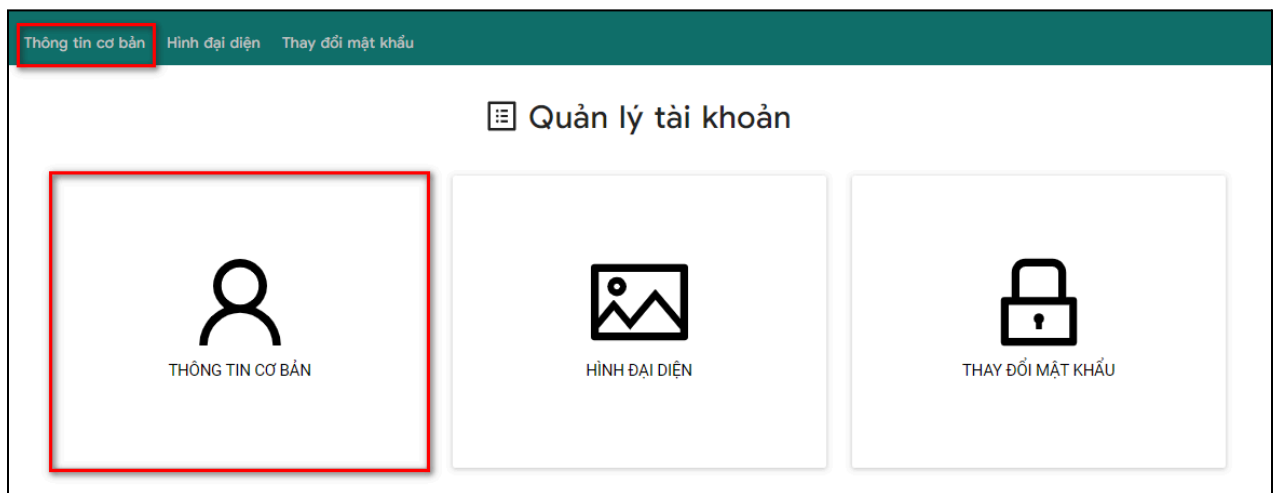 Thông tin cơ bản Hình đại diện Thay đổi mật khẩu
Quản lý tài khoản
THÔNG TIN CƠ BẢN HÌNH ĐẠI DIỆN THAY ĐỔI MẬT KHẨU